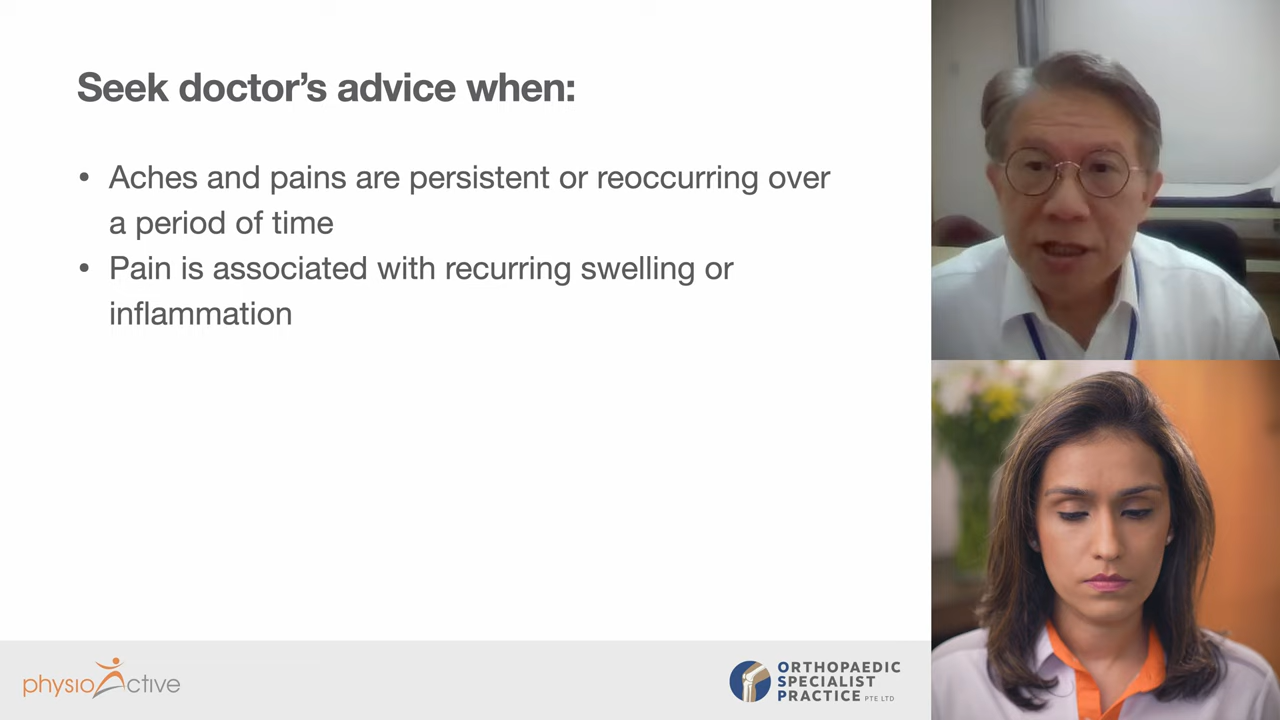 Seek doctor’s advice when:
• Aches and pains are persistent or reoccurring over
a period of time
• Pain is associated with recurring swelling or
inflammation
physioActive
ORTHOPAEDIC
SPECIALIST
PRACTICE PTE LTD